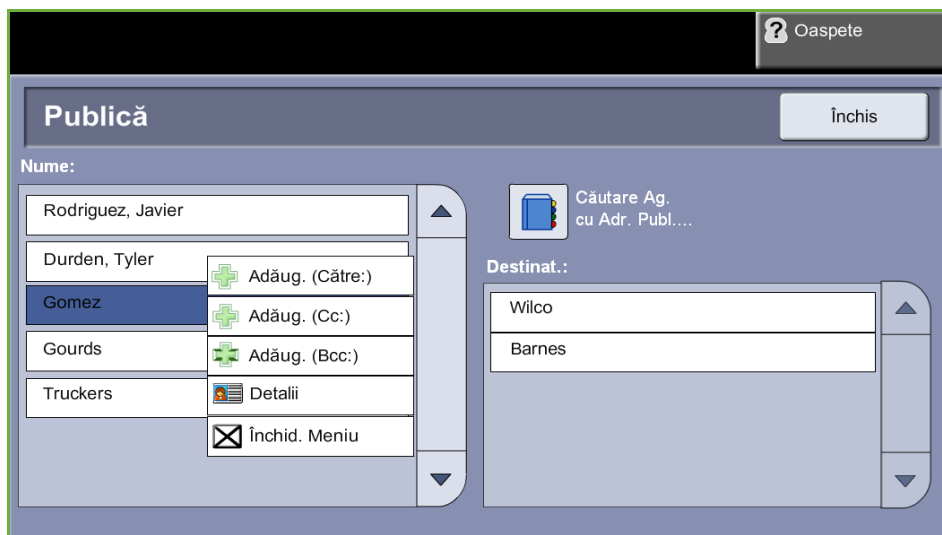 ? Oaspete
Publică
Închis
Nume:
Rodriguez, Javier
Durden, Tyler
Gomez
Gourds
Truckers
Adăug. (Către:)
Adăug. (Cc:)
Adăug. (Bcc:)
Detalii
Închid. Meniu
Căutare Ag.
cu Adr. Publ....
Destinat.:
Wilco
Barnes